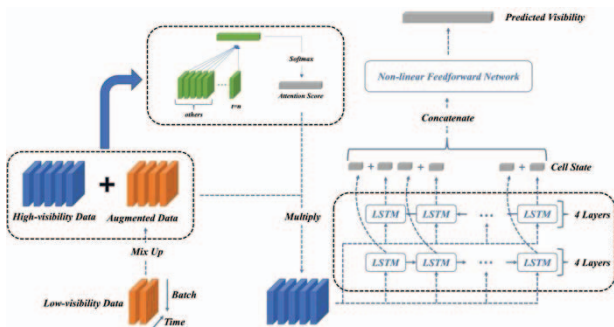 Predicted Visibility
Softmax
Non-linear Feedforward Network
Attention Score
others
t=n
Concatenate
+ + + + +
Cell State
High-visibility Data
+
Augmented Data
Multiply
LSTM LSTM ... LSTM
4 Layers
Mix Up
LSTM LSTM ... LSTM
4 Layers
Low-visibility Data
Batch
Time